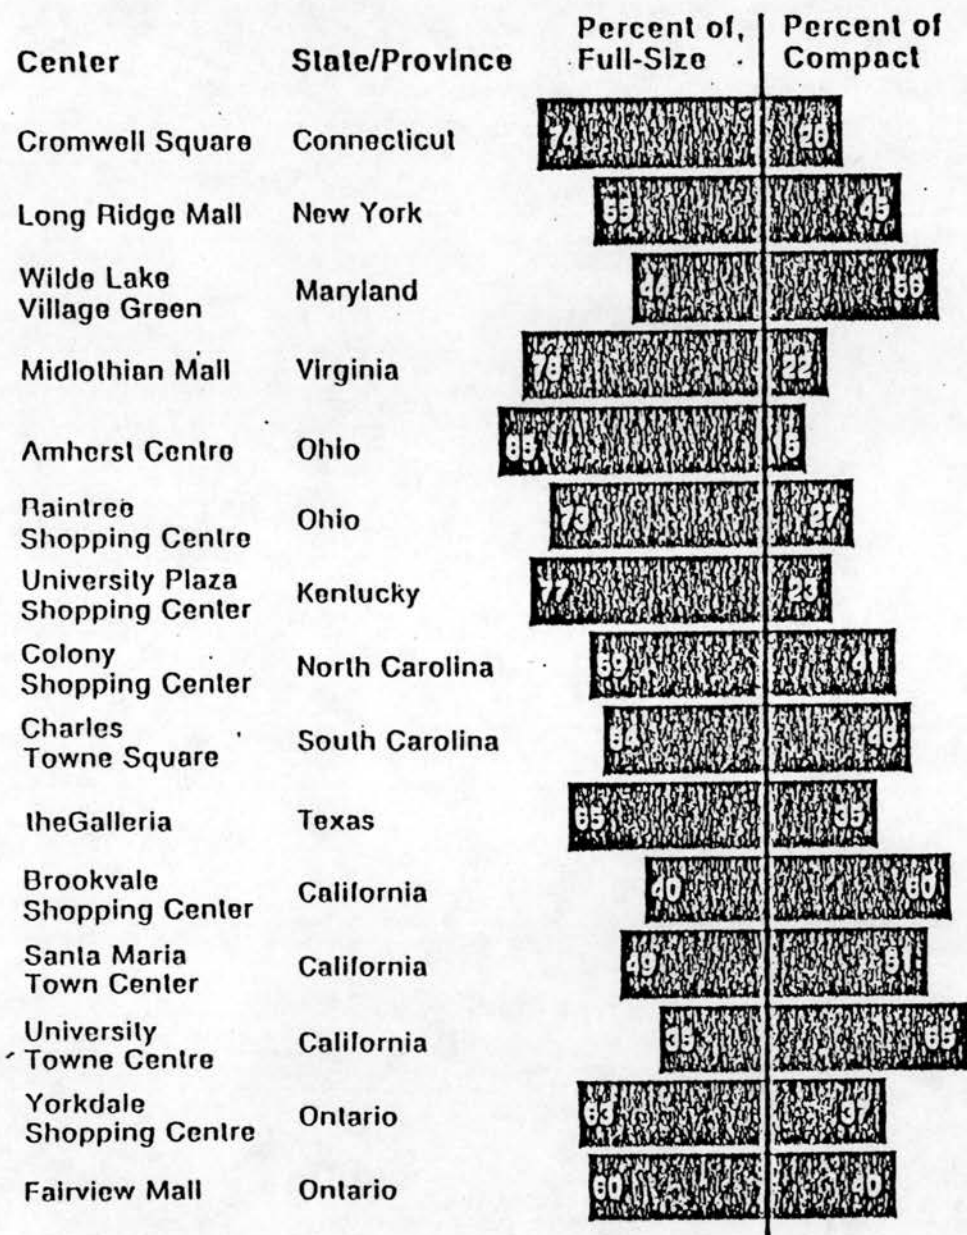 Percent of, Percent of
Center State/Province Full-Size Compact
Cromwell Square Connecticut 74 26
Long Ridge Mall New York 55 45
Wilde Lake
Village Green Maryland 44 56
Midlothian Mall Virginia 78 22
Amherst Centre Ohio
Raintree
Shopping Centre Ohio 73 27
University Plaza
Shopping Center Kentucky 77 23
Colony
Shopping Center North Carolina 59 41
Charles
Towne Square South Carolina
theGalleria Texas 65 35
Brookvale
Shopping Center California 40 60
Santa Maria
Town Center California 49 51
University
Towne Centre California 35 65
Yorkdale
Shopping Centre Ontario 63 37
Fairview Mall Ontario 60 40